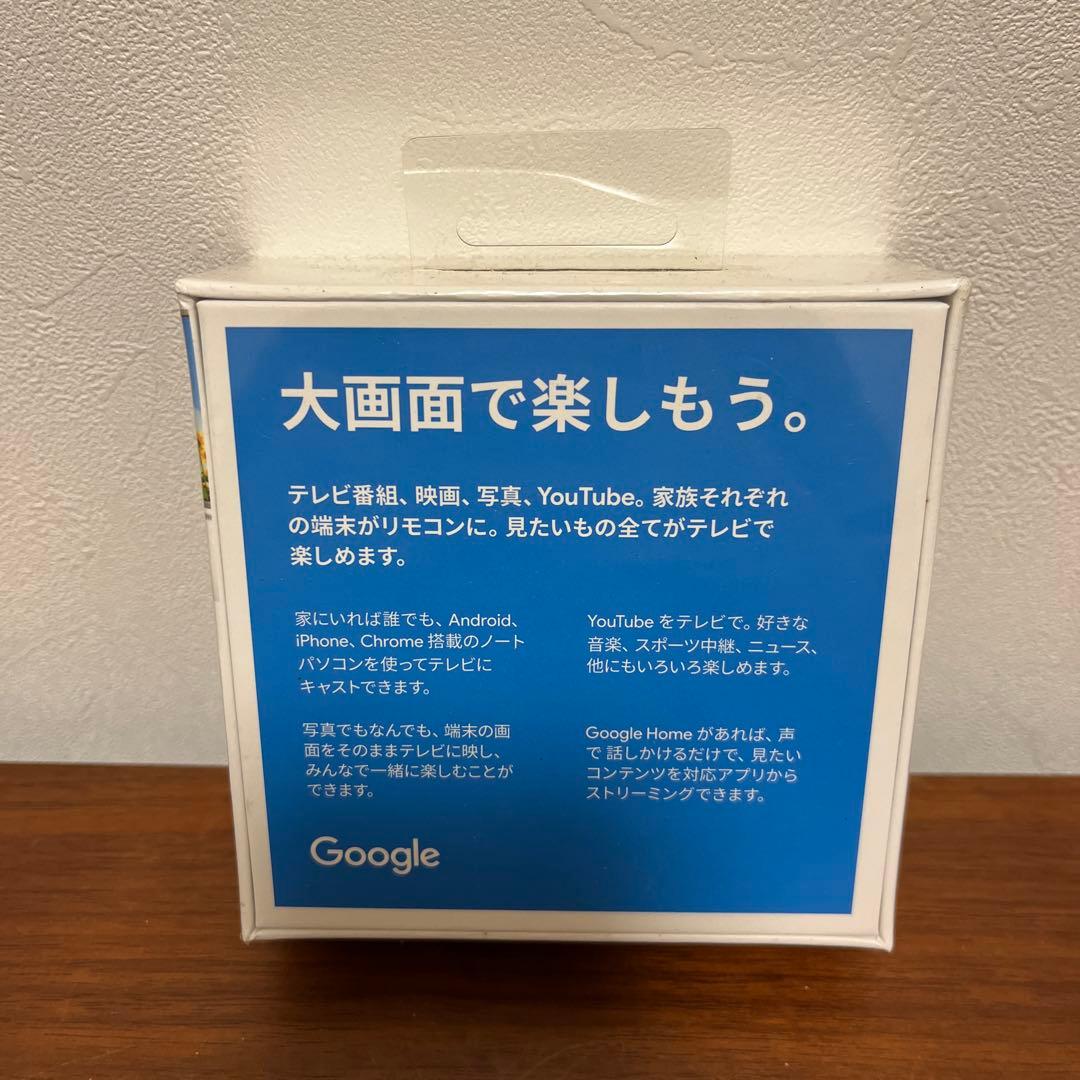 大画面で楽しもう。
テレビ番組、映画、写真、YouTube。家族それぞれ
の端末がリモコンに。見たいもの全てがテレビで
楽しめます。
家にいれば誰でも、Android、
iPhone、Chrome 搭載のノート
パソコンを使ってテレビに
キャストできます。
写真でもなんでも、端末の画
面をそのままテレビに映し、
みんなで一緒に楽しむことが
できます。
YouTube をテレビで。好きな
音楽、スポーツ中継、ニュース、
他にもいろいろ楽しめます。
Google Home があれば、声
で 話しかけるだけで、見たい
コンテンツを対応アプリから
ストリーミングできます。
Google